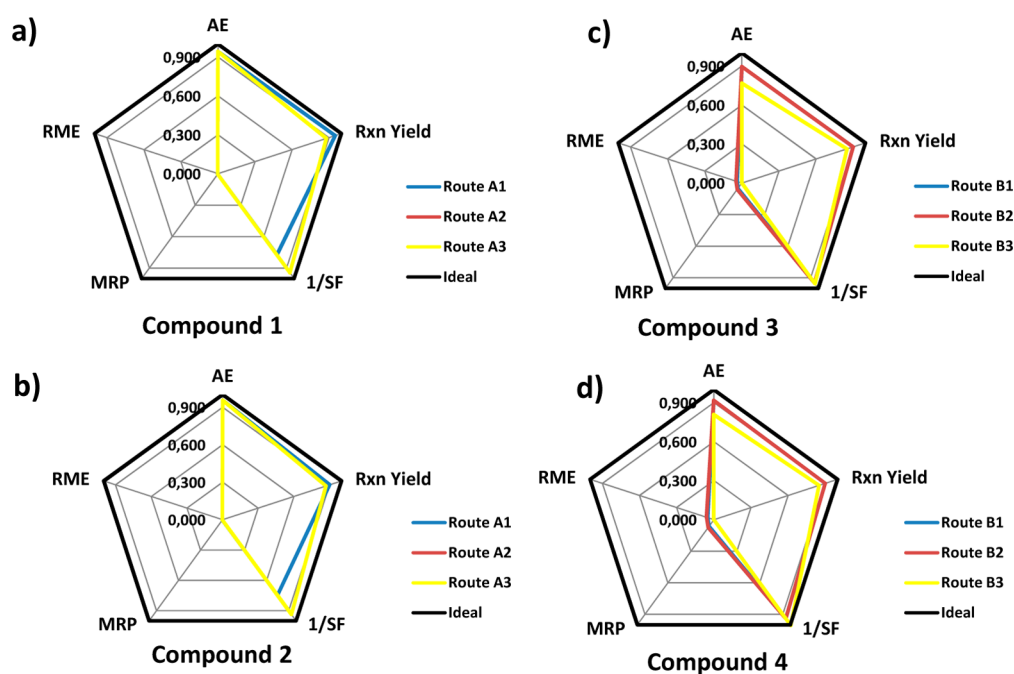 a)
AE
0,900
0,600
0,300
0,000
RME
Rxn Yield
MRP
1/SF
Route A1
Route A2
Route A3
Ideal
Compound 1
c)
AE
0,900
0,600
0,300
0,000
RME
Rxn Yield
MRP
1/SF
Route B1
Route B2
Route B3
Ideal
Compound 3
b)
AE
0,900
0,600
0,300
0,000
RME
Rxn Yield
MRP
1/SF
Route A1
Route A2
Route A3
Ideal
Compound 2
d)
AE
0,900
0,600
0,300
0,000
RME
Rxn Yield
MRP
1/SF
Route B1
Route B2
Route B3
Ideal
Compound 4